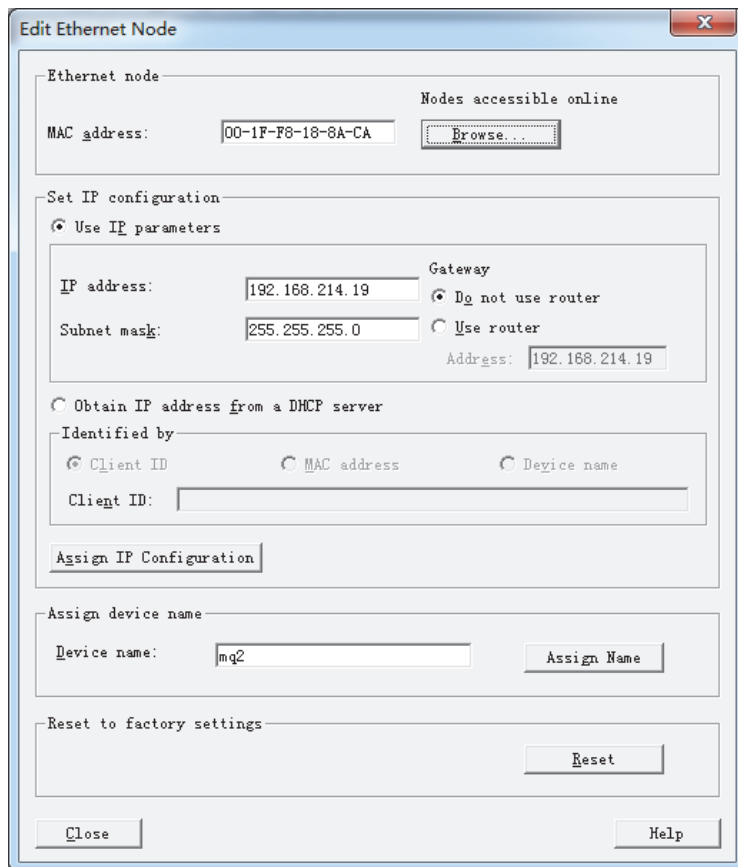 Edit Ethernet Node
Ethernet node
Nodes accessible online
MAC address: 00-1F-F8-18-8A-CA Browse...
Set IP configuration
Use IP parameters
Gateway
IP address: 192.168.214.19 Do not use router
Subnet mask: 255.255.255.0 Use router
Address: 192.168.214.19
Obtain IP address from a DHCP server
Identified by
Client ID MAC address Device name
Client ID:
Assign IP Configuration
Assign device name
Device name: mq2 Assign Name
Reset to factory settings
Reset
Close Help